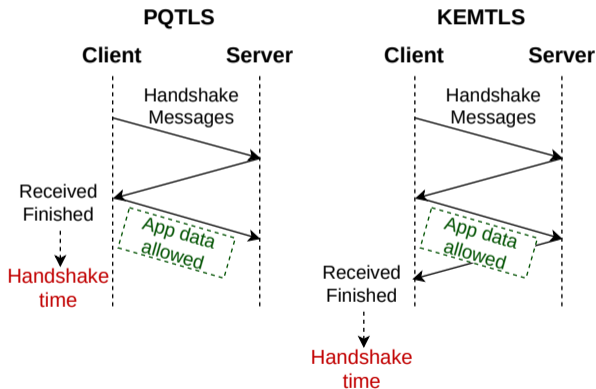 PQTLS
Client
Server
Handshake
Messages
Received
Finished
App data
allowed
Handshake
time
KEMTLS
Client
Server
Handshake
Messages
App data
allowed
Received
Finished
Handshake
time